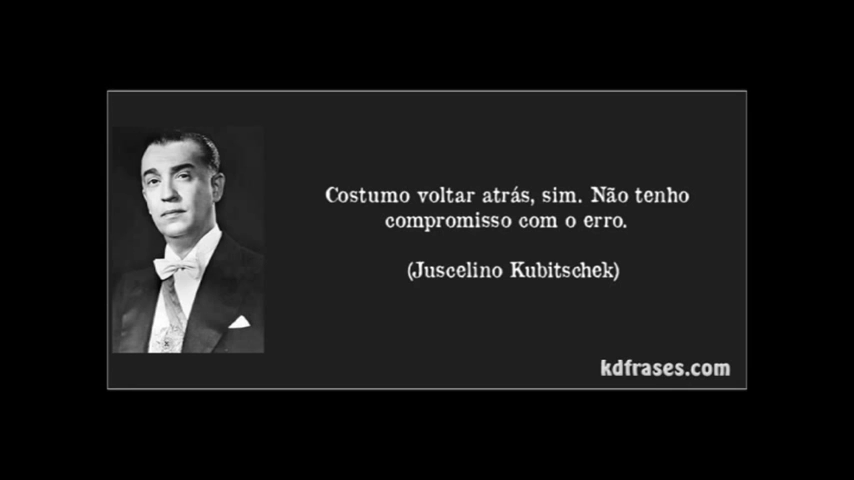 Costumo voltar atrás, sim. Não tenho
compromisso com o erro.
(Juscelino Kubitschek)
kdfrases.com